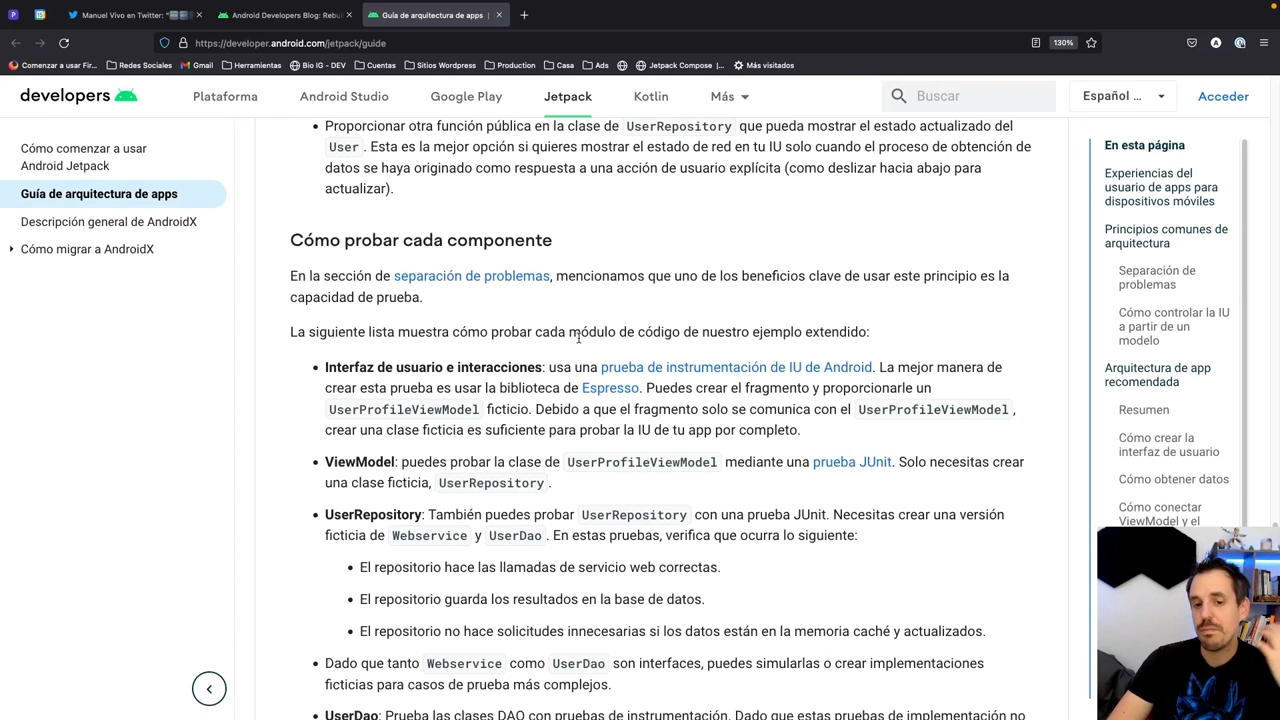 Manuel Vivo en Twitter: "
Android Developers Blog: Rebui
Guía de arquitectura de apps
https://developer.android.com/jetpack/guide
130%
Comenzar a usar Fir...
Redes Sociales
Gmail
Herramientas
Bio IG - DEV
Cuentas
Sitios Wordpress
Production
Casa
Ads
Jetpack Compose |...
Más visitados
developers
Plataforma
Android Studio
Google Play
Jetpack
Kotlin
Más
Buscar
Español ...
Acceder
Cómo comenzar a usar
Android Jetpack
Guía de arquitectura de apps
Descripción general de AndroidX
Cómo migrar a AndroidX
Proporcionar otra función pública en la clase de UserRepository que pueda mostrar el estado actualizado del
User . Esta es la mejor opción si quieres mostrar el estado de red en tu IU solo cuando el proceso de obtención de
datos se haya originado como respuesta a una acción de usuario explícita (como deslizar hacia abajo para
actualizar).
Cómo probar cada componente
En la sección de separación de problemas, mencionamos que uno de los beneficios clave de usar este principio es la
capacidad de prueba.
La siguiente lista muestra cómo probar cada módulo de código de nuestro ejemplo extendido:
Interfaz de usuario e interacciones: usa una prueba de instrumentación de IU de Android. La mejor manera de
crear esta prueba es usar la biblioteca de Espresso. Puedes crear el fragmento y proporcionarle un
UserProfileViewModel ficticio. Debido a que el fragmento solo se comunica con el UserProfileViewModel ,
crear una clase ficticia es suficiente para probar la IU de tu app por completo.
ViewModel: puedes probar la clase de UserProfileViewModel mediante una prueba JUnit. Solo necesitas crear
una clase ficticia, UserRepository .
UserRepository: También puedes probar UserRepository con una prueba JUnit. Necesitas crear una versión
ficticia de Webservice y UserDao . En estas pruebas, verifica que ocurra lo siguiente:
El repositorio hace las llamadas de servicio web correctas.
El repositorio guarda los resultados en la base de datos.
El repositorio no hace solicitudes innecesarias si los datos están en la memoria caché y actualizados.
Dado que tanto Webservice como UserDao son interfaces, puedes simularlas o crear implementaciones
ficticias para casos de prueba más complejos.
UserDao: Prueba las clases DAO con pruebas de instrumentación. Dado que estas pruebas de implementación no
En esta página
Experiencias del
usuario de apps para
dispositivos móviles
Principios comunes de
arquitectura
Separación de
problemas
Cómo controlar la IU
a partir de un
modelo
Arquitectura de app
recomendada
Resumen
Cómo crear la
interfaz de usuario
Cómo obtener datos
Cómo conectar
ViewModel y el